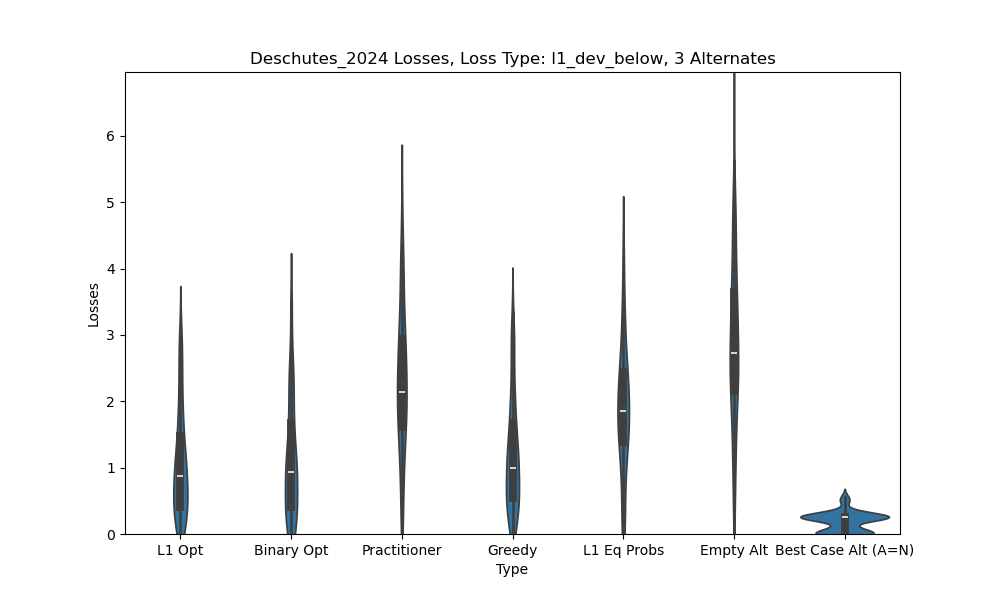 Deschutes_2024 Losses, Loss Type: l1_dev_below, 3 Alternates
Losses
6
5
4
3
2
1
0
L1 Opt
Binary Opt
Practitioner
Greedy
L1 Eq Probs
Empty Alt
Best Case Alt (A=N)
Type